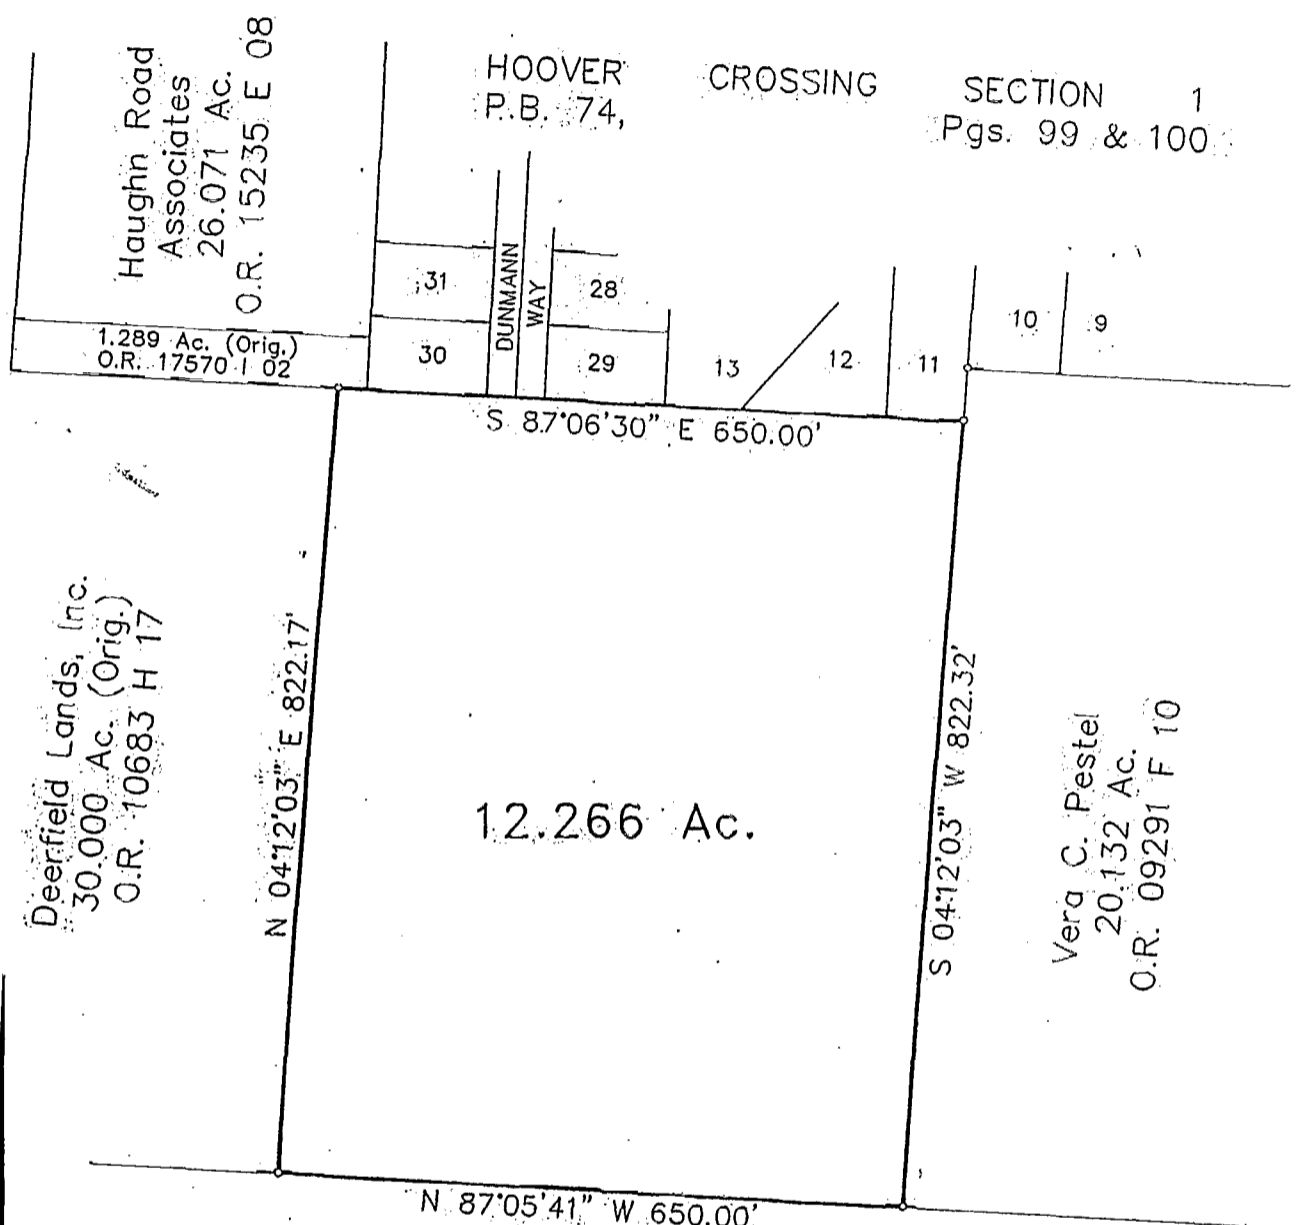 HOOVER CROSSING SECTION 1
P.B. 74, Pgs. 99 & 100
Haughn Road
Associates
26.071 Ac.
O.R. 15235 E 08
1.289 Ac. (Orig.)
O.R. 17570 I 02
31
30
DUNMANN
WAY
28
29
13
12
11
10
9
S 87°06'30" E 650.00'
Deerfield Lands, Inc.
30.000 Ac. (Orig.)
O.R. 10683 H 17
N 04°12'03" E 822.17'
12.266 Ac.
S 04°12'03" W 822.32'
Vera C. Pestel
20.132 Ac.
O.R. 09291 F 10
N 87°05'41" W 650.00'